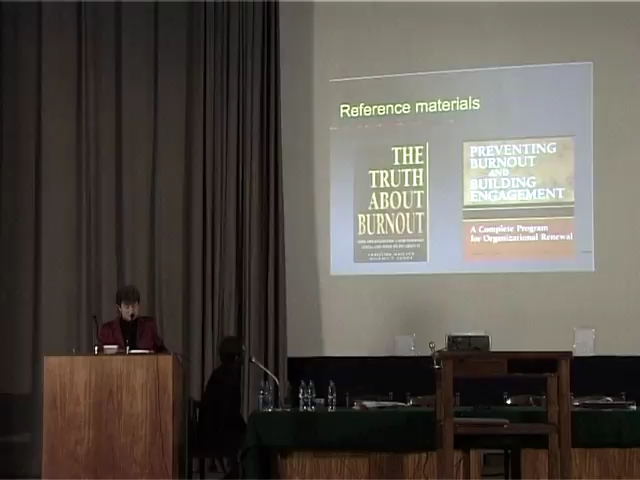 Reference materials
THE
TRUTH
ABOUT
BURNOUT
PREVENTING
BURNOUT
AND
BUILDING
ENGAGEMENT
A Complete Program
for Organizational Renewal